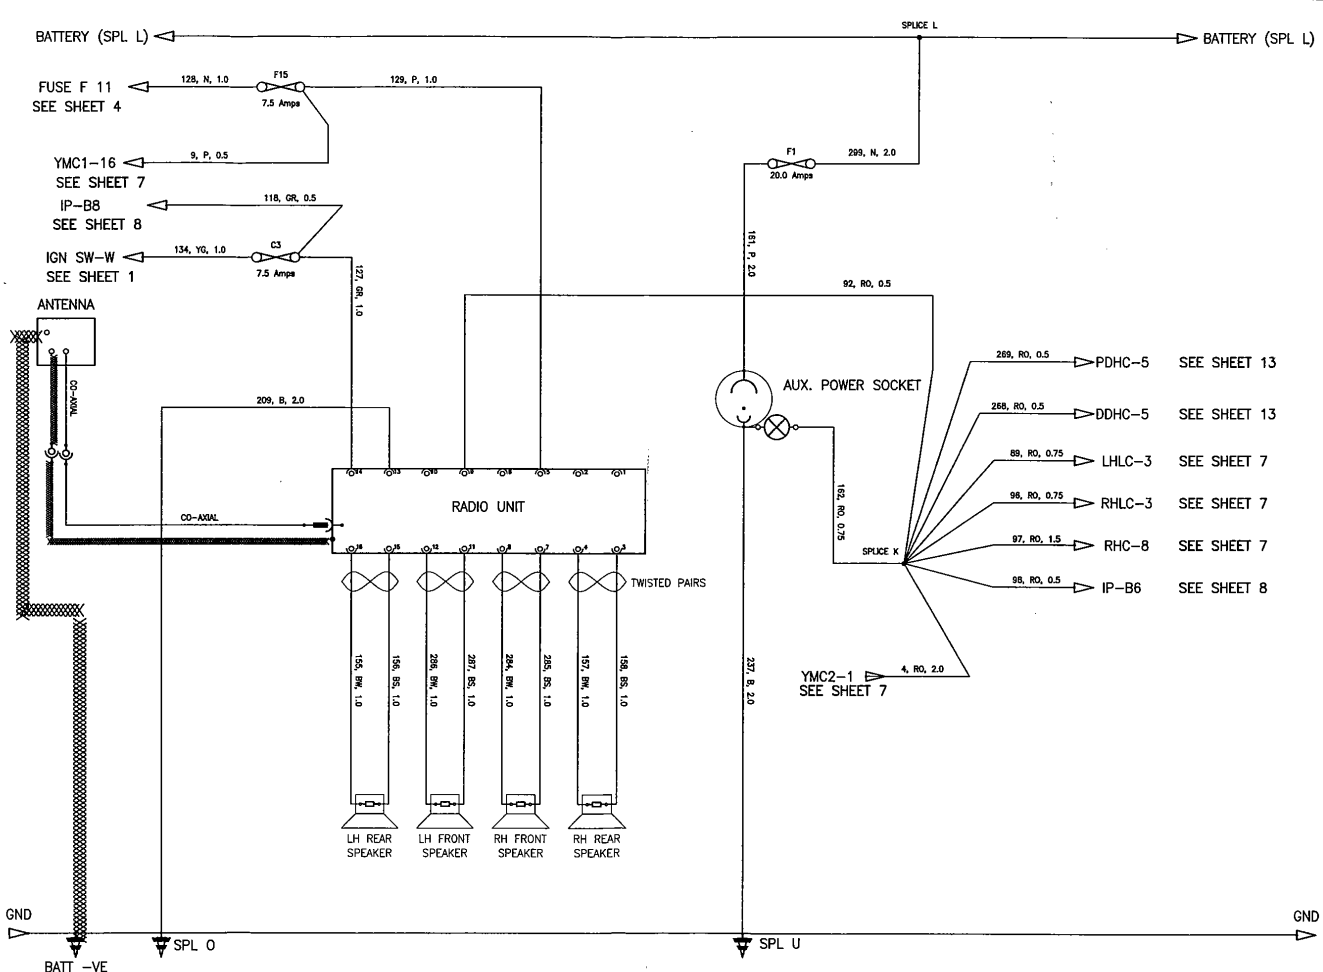 SPLICE L
BATTERY (SPL L)
BATTERY (SPL L)
FUSE F 11
SEE SHEET 4
128, N, 1.0
F15
7.5 Amps
129, P, 1.0
YMC1-16
SEE SHEET 7
9, P, 0.5
F1
20.0 Amps
299, N, 2.0
IP-B8
SEE SHEET 8
118, GR, 0.5
IGN SW-W
SEE SHEET 1
134, YG, 1.0
C3
7.5 Amps
127, GR, 1.0
161, P, 2.0
92, RO, 0.5
ANTENNA
CO-AXIAL
209, B, 2.0
AUX. POWER SOCKET
269, RO, 0.5
PDHC-5
SEE SHEET 13
268, RO, 0.5
DDHC-5
SEE SHEET 13
89, RO, 0.75
LHLC-3
SEE SHEET 7
96, RO, 0.75
RHLC-3
SEE SHEET 7
97, RO, 1.5
RHC-8
SEE SHEET 7
98, RO, 0.5
IP-B6
SEE SHEET 8
162, RO, 0.75
SPLICE K
RADIO UNIT
CO-AXIAL
TWISTED PAIRS
155, BW, 1.0
156, BS, 1.0
286, BW, 1.0
287, BS, 1.0
284, BW, 1.0
285, BS, 1.0
157, BW, 1.0
158, BS, 1.0
237, B, 2.0
YMC2-1
SEE SHEET 7
4, RO, 2.0
LH REAR
SPEAKER
LH FRONT
SPEAKER
RH FRONT
SPEAKER
RH REAR
SPEAKER
GND
GND
SPL O
SPL U
BATT -VE